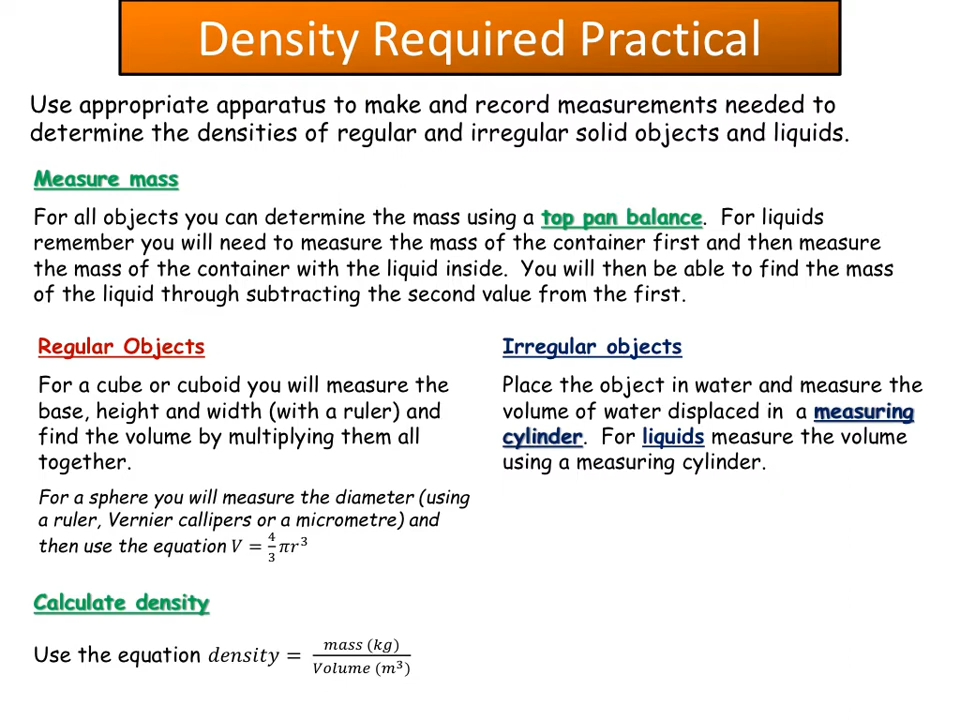 Density Required Practical
Use appropriate apparatus to make and record measurements needed to
determine the densities of regular and irregular solid objects and liquids.
Measure mass
For all objects you can determine the mass using a top pan balance. For liquids
remember you will need to measure the mass of the container first and then measure
the mass of the container with the liquid inside. You will then be able to find the mass
of the liquid through subtracting the second value from the first.
Regular Objects
For a cube or cuboid you will measure the
base, height and width (with a ruler) and
find the volume by multiplying them all
together.
For a sphere you will measure the diameter (using
a ruler, Vernier callipers or a micrometre) and
then use the equation V = 4/3 πr³
Irregular objects
Place the object in water and measure the
volume of water displaced in a measuring
cylinder. For liquids measure the volume
using a measuring cylinder.
Calculate density
Use the equation density = mass (kg) / Volume (m³)